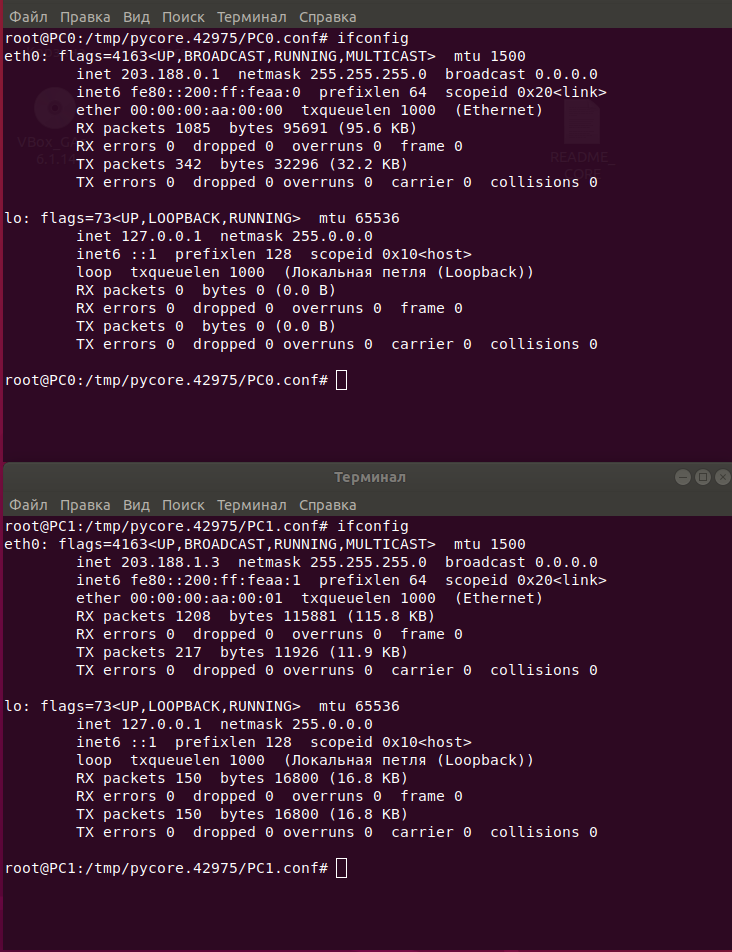 Файл Правка Вид Поиск Терминал Справка
root@PC0:/tmp/pycore.42975/PC0.conf# ifconfig
eth0: flags=4163<UP,BROADCAST,RUNNING,MULTICAST>  mtu 1500
        inet 203.188.0.1  netmask 255.255.255.0  broadcast 0.0.0.0
        inet6 fe80::200:ff:feaa:0  prefixlen 64  scopeid 0x20<link>
        ether 00:00:00:aa:00:00  txqueuelen 1000  (Ethernet)
        RX packets 1085  bytes 95691 (95.6 KB)
        RX errors 0  dropped 0  overruns 0  frame 0
        TX packets 342  bytes 32296 (32.2 KB)
        TX errors 0  dropped 0 overruns 0  carrier 0  collisions 0
VBox_GA
6.1.14
README_
CORE
lo: flags=73<UP,LOOPBACK,RUNNING>  mtu 65536
        inet 127.0.0.1  netmask 255.0.0.0
        inet6 ::1  prefixlen 128  scopeid 0x10<host>
        loop  txqueuelen 1000  (Локальная петля (Loopback))
        RX packets 0  bytes 0 (0.0 B)
        RX errors 0  dropped 0  overruns 0  frame 0
        TX packets 0  bytes 0 (0.0 B)
        TX errors 0  dropped 0 overruns 0  carrier 0  collisions 0
root@PC0:/tmp/pycore.42975/PC0.conf#
Терминал
Файл Правка Вид Поиск Терминал Справка
root@PC1:/tmp/pycore.42975/PC1.conf# ifconfig
eth0: flags=4163<UP,BROADCAST,RUNNING,MULTICAST>  mtu 1500
        inet 203.188.1.3  netmask 255.255.255.0  broadcast 0.0.0.0
        inet6 fe80::200:ff:feaa:1  prefixlen 64  scopeid 0x20<link>
        ether 00:00:00:aa:00:01  txqueuelen 1000  (Ethernet)
        RX packets 1208  bytes 115881 (115.8 KB)
        RX errors 0  dropped 0  overruns 0  frame 0
        TX packets 217  bytes 11926 (11.9 KB)
        TX errors 0  dropped 0 overruns 0  carrier 0  collisions 0
lo: flags=73<UP,LOOPBACK,RUNNING>  mtu 65536
        inet 127.0.0.1  netmask 255.0.0.0
        inet6 ::1  prefixlen 128  scopeid 0x10<host>
        loop  txqueuelen 1000  (Локальная петля (Loopback))
        RX packets 150  bytes 16800 (16.8 KB)
        RX errors 0  dropped 0  overruns 0  frame 0
        TX packets 150  bytes 16800 (16.8 KB)
        TX errors 0  dropped 0 overruns 0  carrier 0  collisions 0
root@PC1:/tmp/pycore.42975/PC1.conf#